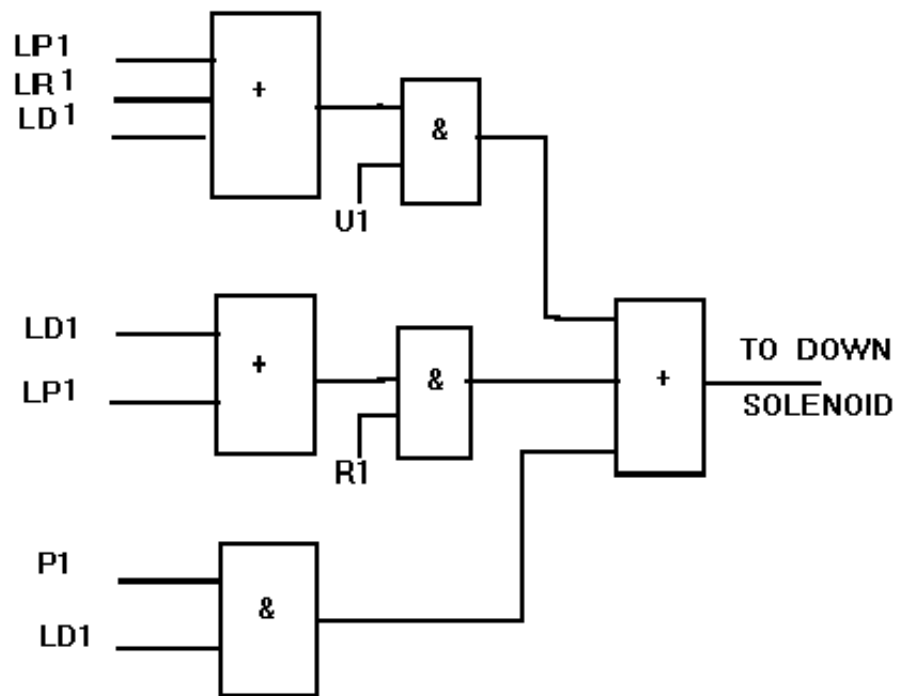 LP1
LR1
LD1
+
&
U1
LD1
LP1
+
&
R1
+
TO DOWN
SOLENOID
P1
LD1
&